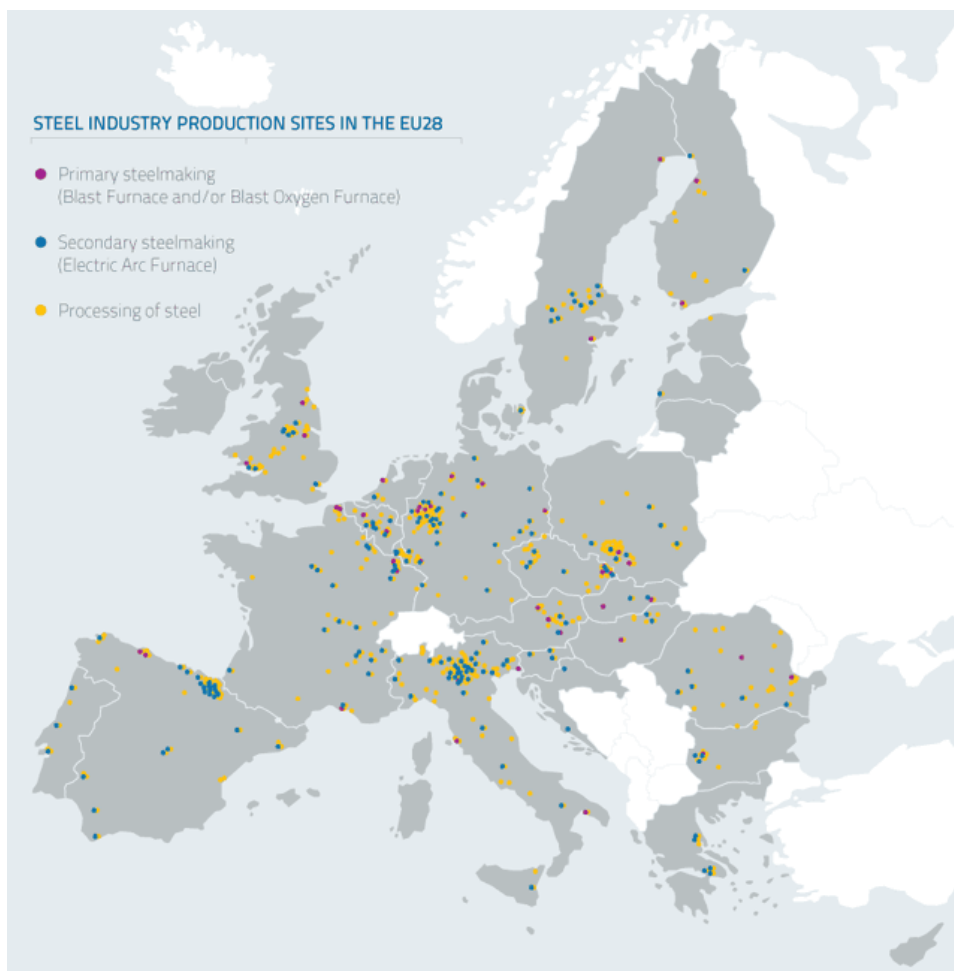 STEEL INDUSTRY PRODUCTION SITES IN THE EU28
Primary steelmaking
(Blast Furnace and/or Blast Oxygen Furnace)
Secondary steelmaking
(Electric Arc Furnace)
Processing of steel